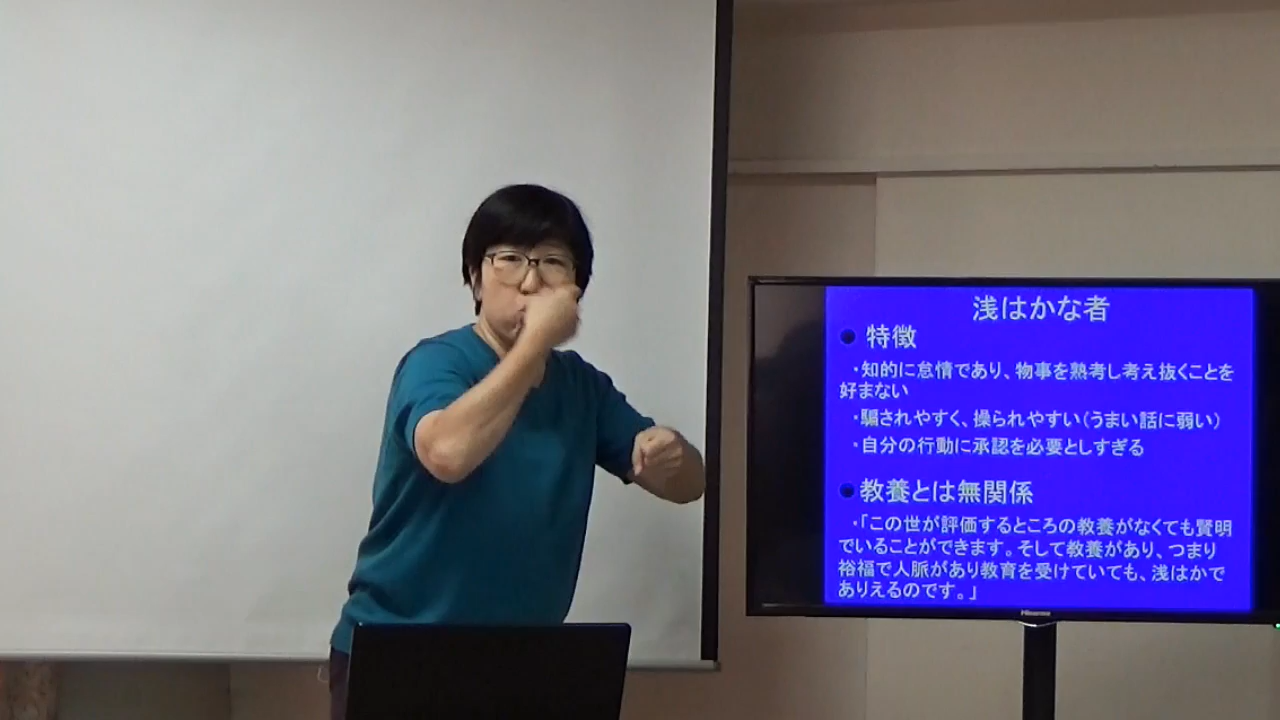 浅はかな者
● 特徴
・知的に怠惰であり、物事を熟考し考え抜くことを
好まない
・騙されやすく、操られやすい(うまい話に弱い)
・自分の行動に承認を必要としすぎる
●教養とは無関係
・「この世が評価するところの教養がなくても賢明
でいることができます。そして教養があり、つまり
裕福で人脈があり教育を受けていても、浅はかで
ありえるのです。」
Hisense